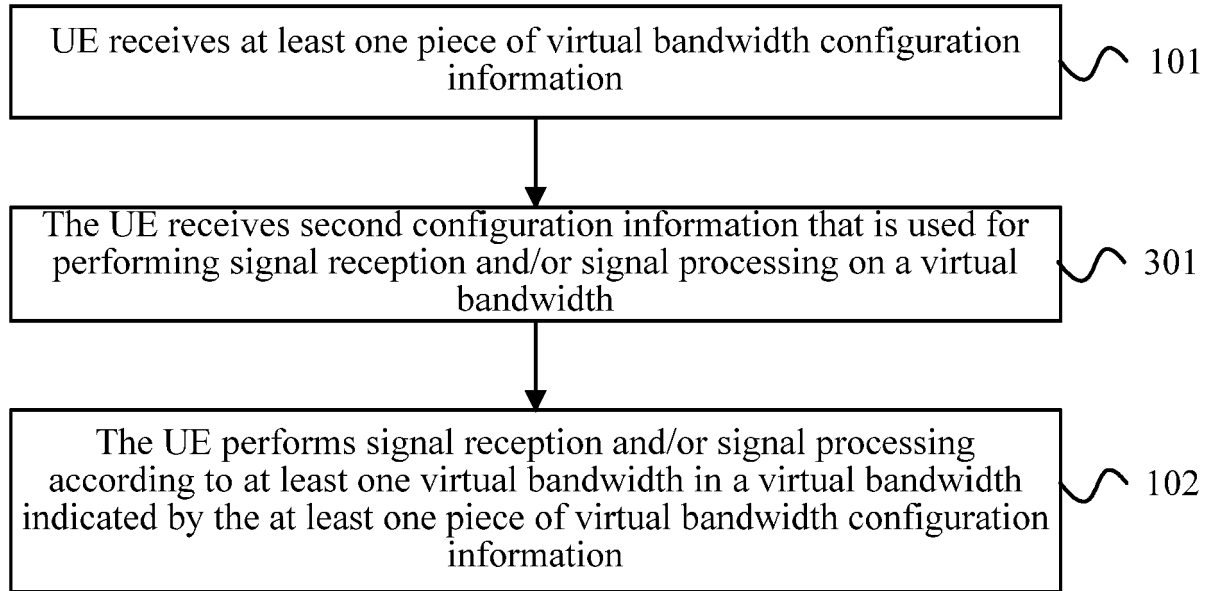 UE receives at least one piece of virtual bandwidth configuration
information
101
The UE receives second configuration information that is used for
performing signal reception and/or signal processing on a virtual
bandwidth
301
The UE performs signal reception and/or signal processing
according to at least one virtual bandwidth in a virtual bandwidth
indicated by the at least one piece of virtual bandwidth configuration
information
102